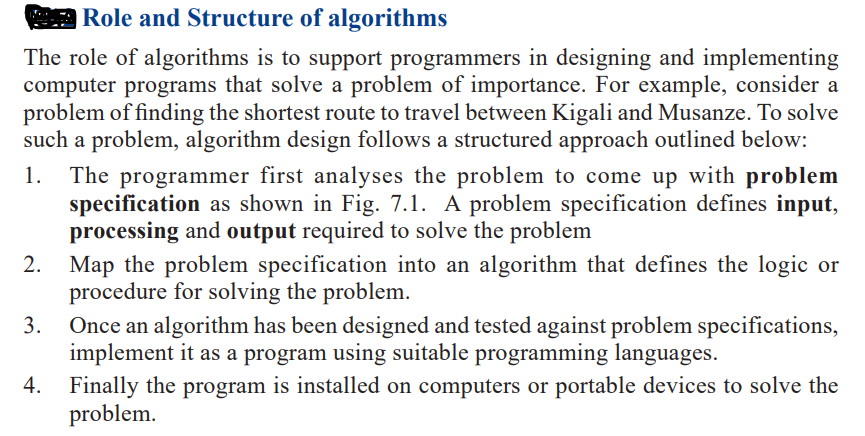 Role and Structure of algorithms
The role of algorithms is to support programmers in designing and implementing
computer programs that solve a problem of importance. For example, consider a
problem of finding the shortest route to travel between Kigali and Musanze. To solve
such a problem, algorithm design follows a structured approach outlined below:
1. The programmer first analyses the problem to come up with problem
specification as shown in Fig. 7.1. A problem specification defines input,
processing and output required to solve the problem
2. Map the problem specification into an algorithm that defines the logic or
procedure for solving the problem.
3. Once an algorithm has been designed and tested against problem specifications,
implement it as a program using suitable programming languages.
4. Finally the program is installed on computers or portable devices to solve the
problem.